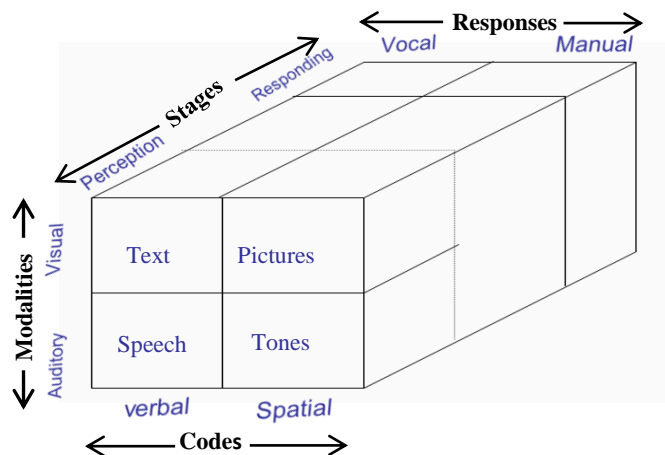 Responses
Vocal Manual
Responding
Stages
Perception
Modalities
Visual
Text Pictures
Auditory
Speech Tones
verbal Spatial
Codes